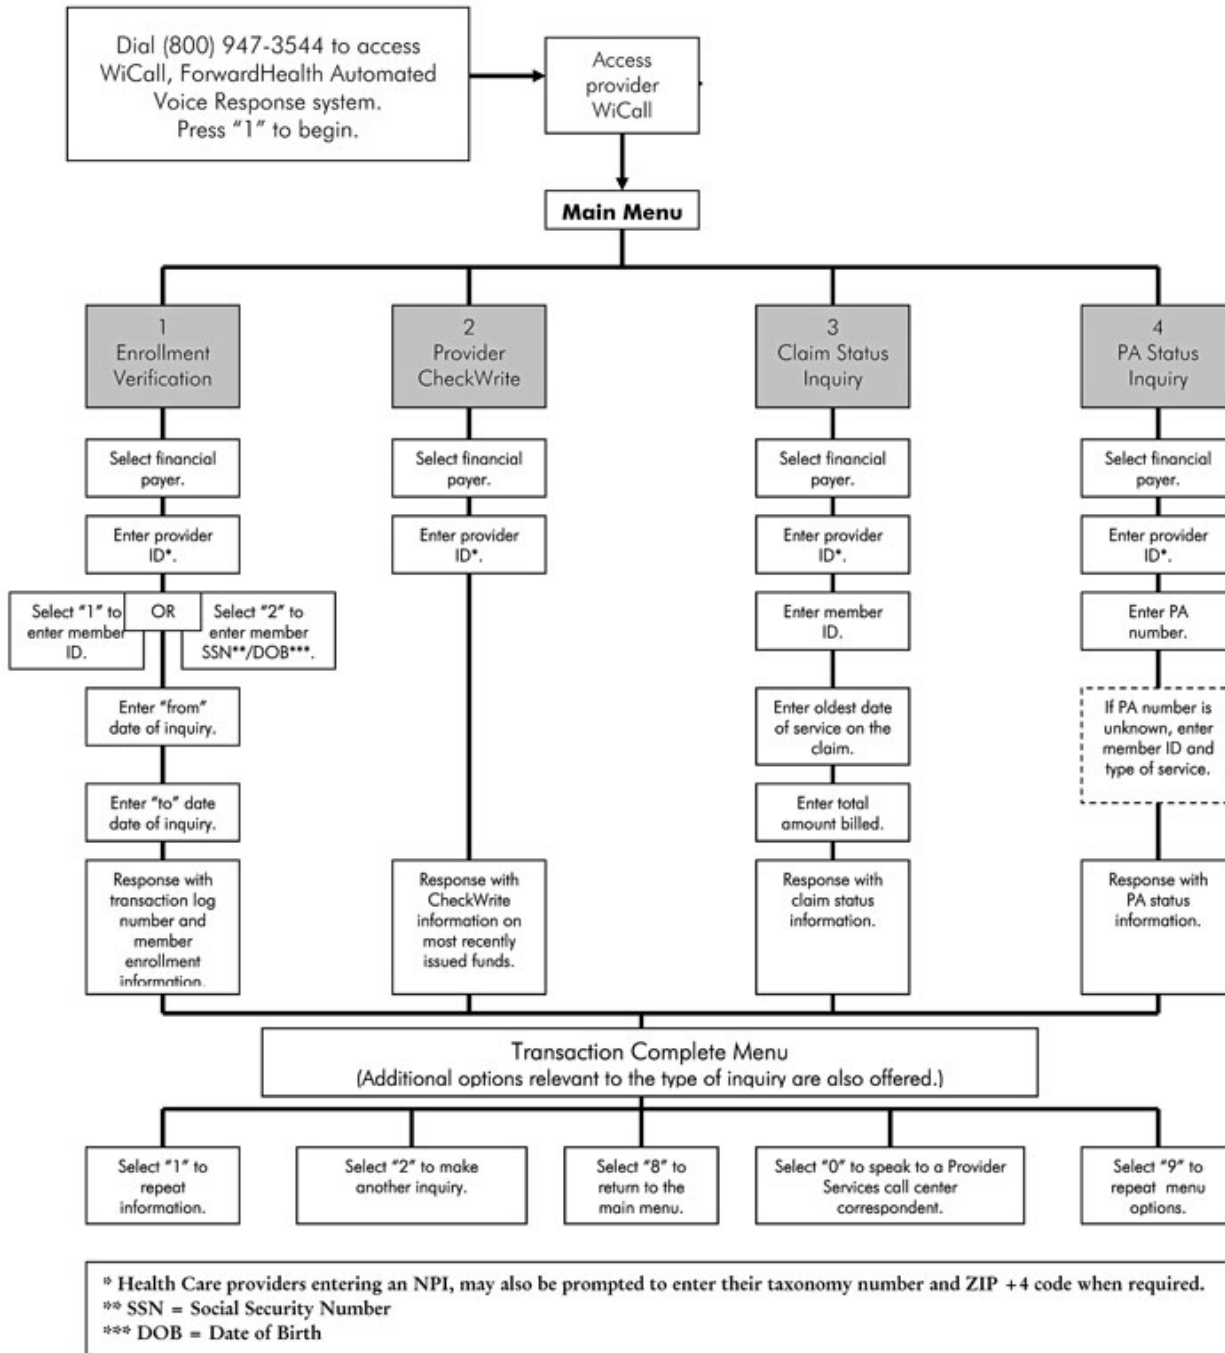 Dial (800) 947-3544 to access
WiCall, ForwardHealth Automated
Voice Response system.
Press “1” to begin.
Access
provider
WiCall
Main Menu
1
Enrollment
Verification
2
Provider
CheckWrite
3
Claim Status
Inquiry
4
PA Status
Inquiry
Select financial
payer.
Select financial
payer.
Select financial
payer.
Select financial
payer.
Enter provider
ID*.
Enter provider
ID*.
Enter provider
ID*.
Enter provider
ID*.
Select “1” to
enter member
ID.
OR
Select “2” to
enter member
SSN**/DOB***.
Enter member
ID.
Enter PA
number.
Enter “from”
date of inquiry.
Enter oldest date
of service on the
claim.
If PA number is
unknown, enter
member ID and
type of service.
Enter “to” date
date of inquiry.
Enter total
amount billed.
Response with
transaction log
number and
member
enrollment
information.
Response with
CheckWrite
information on
most recently
issued funds.
Response with
claim status
information.
Response with
PA status
information.
Transaction Complete Menu
(Additional options relevant to the type of inquiry are also offered.)
Select “1” to
repeat
information.
Select “2” to make
another inquiry.
Select “8” to
return to the
main menu.
Select “0” to speak to a Provider
Services call center
correspondent.
Select “9” to
repeat menu
options.
* Health Care providers entering an NPI, may also be prompted to enter their taxonomy number and ZIP +4 code when required.
** SSN = Social Security Number
*** DOB = Date of Birth